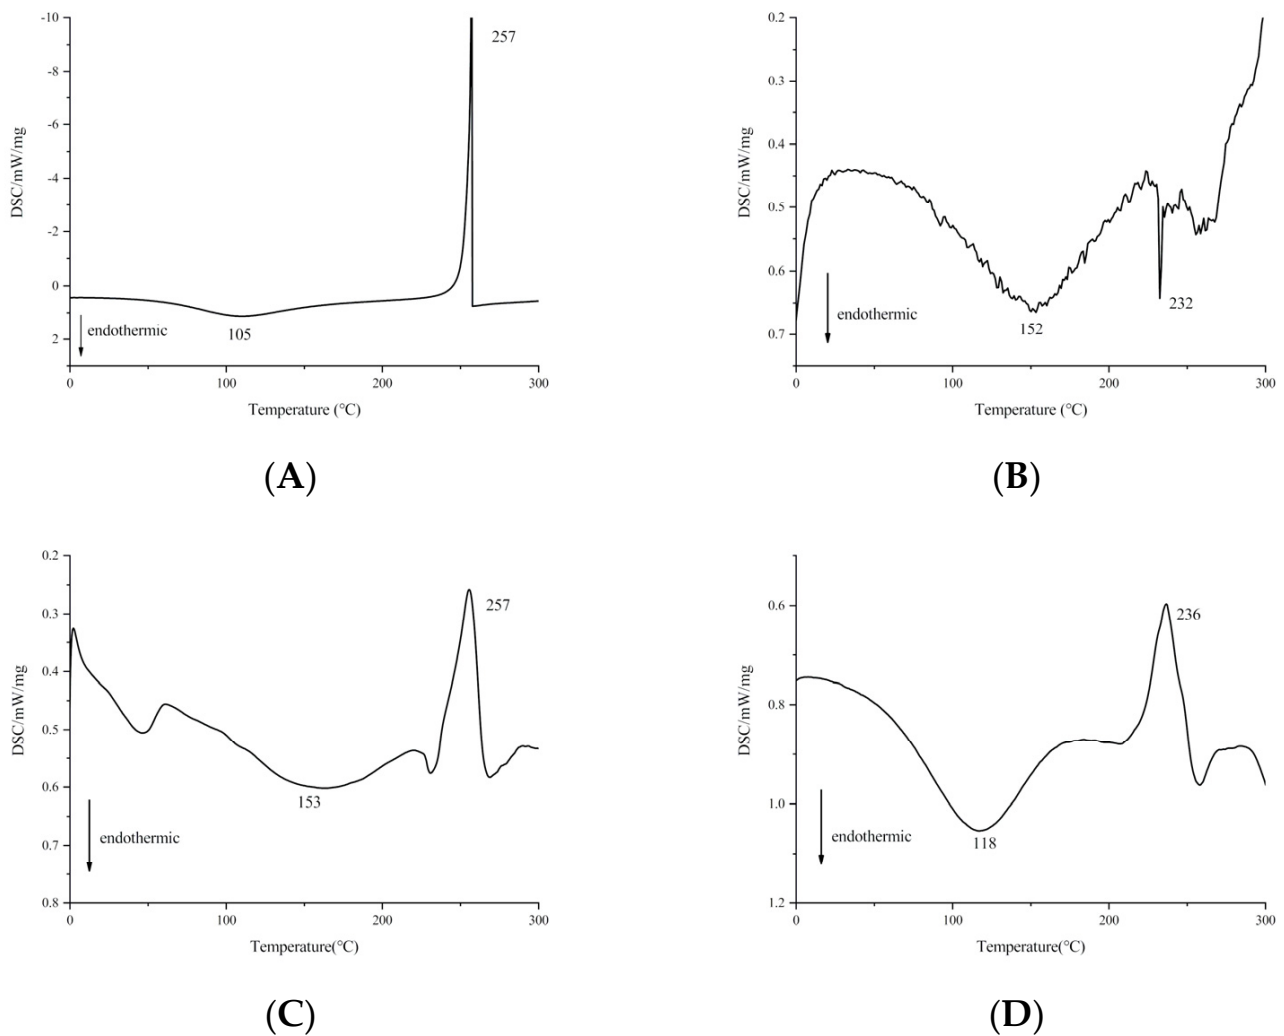 -10
-8
-6
-4
-2
0
2
DSC/mW/mg
257
105
endothermic
0 100 200 300
Temperature (°C)
(A)
0.2
0.3
0.4
0.5
0.6
0.7
DSC/mW/mg
152
232
endothermic
0 100 200 300
Temperature (°C)
(B)
0.2
0.3
0.4
0.5
0.6
0.7
0.8
DSC/mW/mg
257
153
endothermic
0 100 200 300
Temperature(°C)
(C)
0.6
0.8
1.0
1.2
DSC/mW/mg
236
118
endothermic
0 100 200 300
Temperature(°C)
(D)